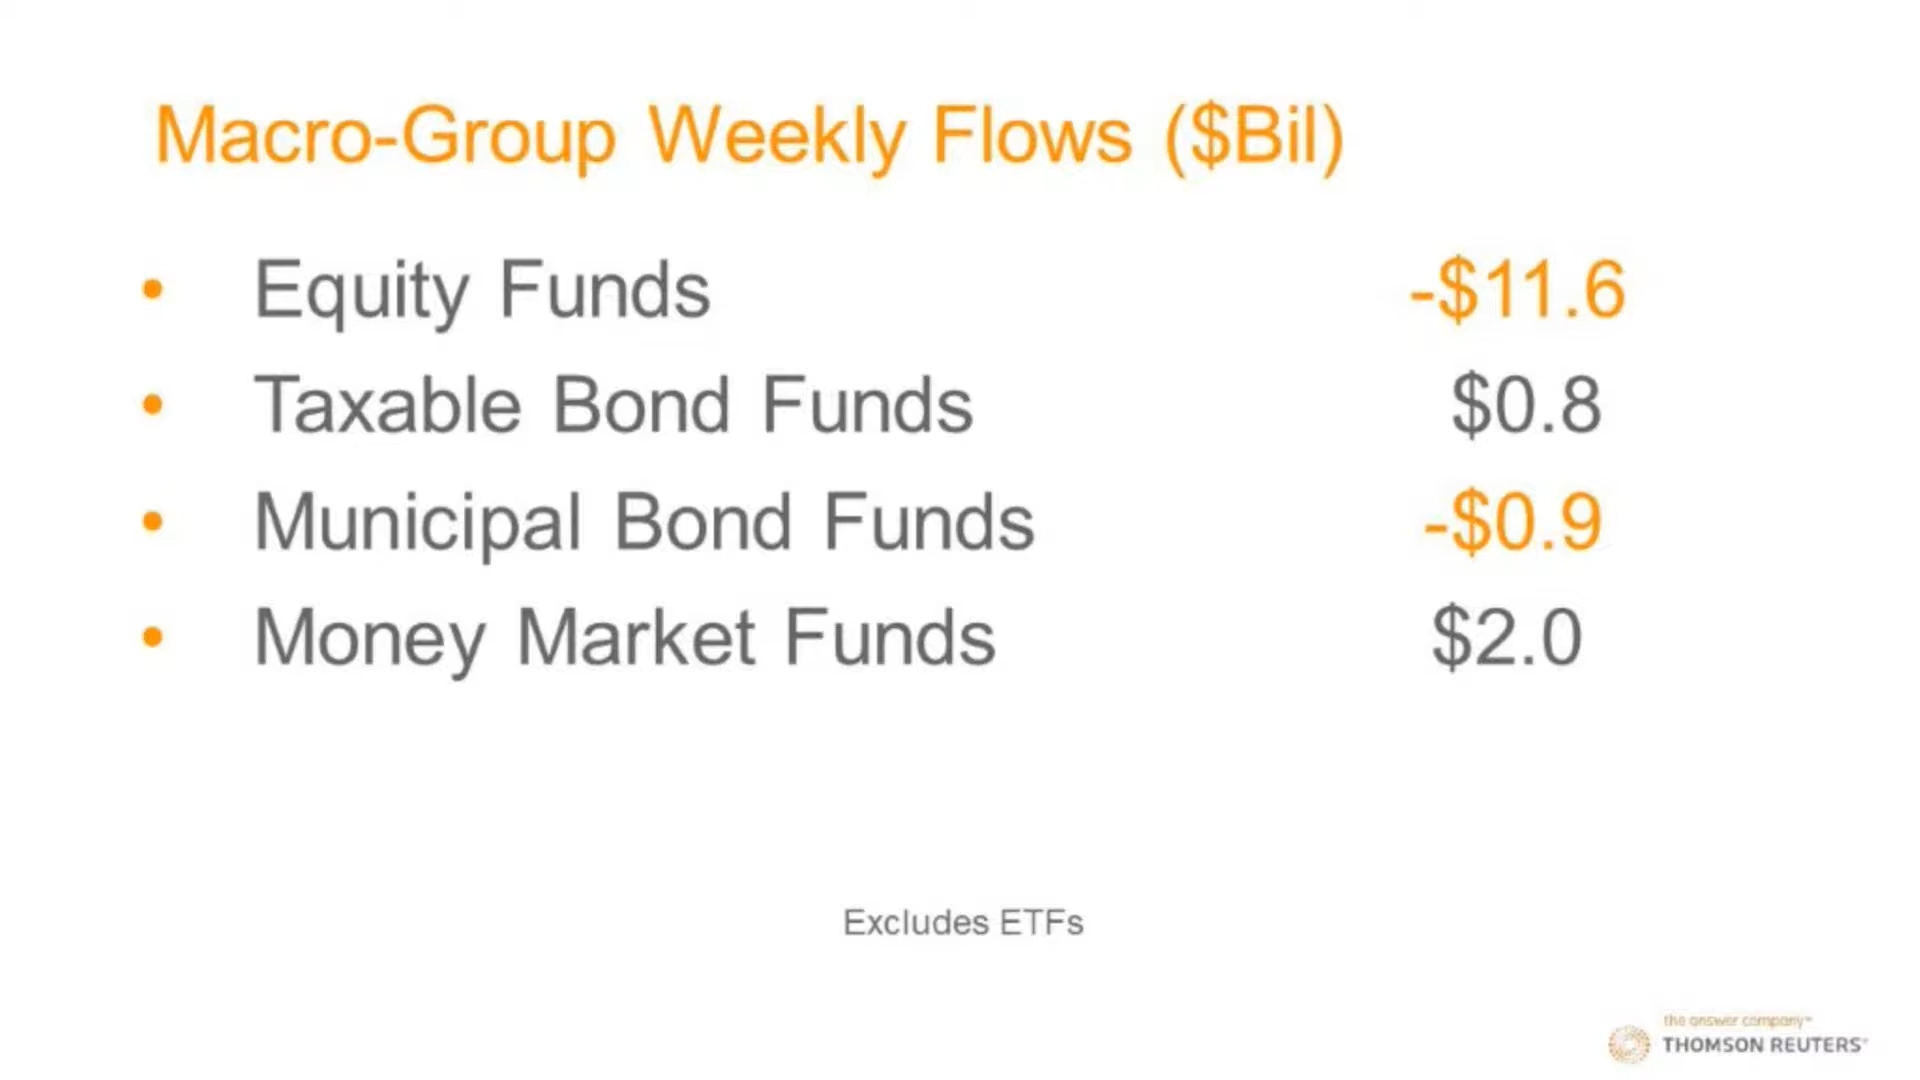 Macro-Group Weekly Flows ($Bil)
• Equity Funds -$11.6
• Taxable Bond Funds $0.8
• Municipal Bond Funds -$0.9
• Money Market Funds $2.0
Excludes ETFs
the answer company™
THOMSON REUTERS®